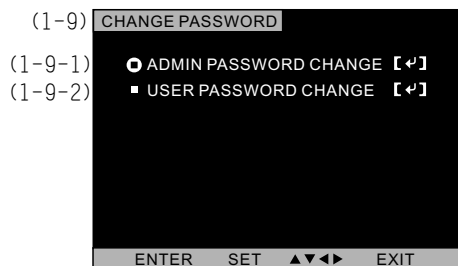 (1-9) CHANGE PASSWORD
(1-9-1) ADMIN PASSWORD CHANGE [↵]
(1-9-2) USER PASSWORD CHANGE [↵]
ENTER SET ▲▼◀▶ EXIT